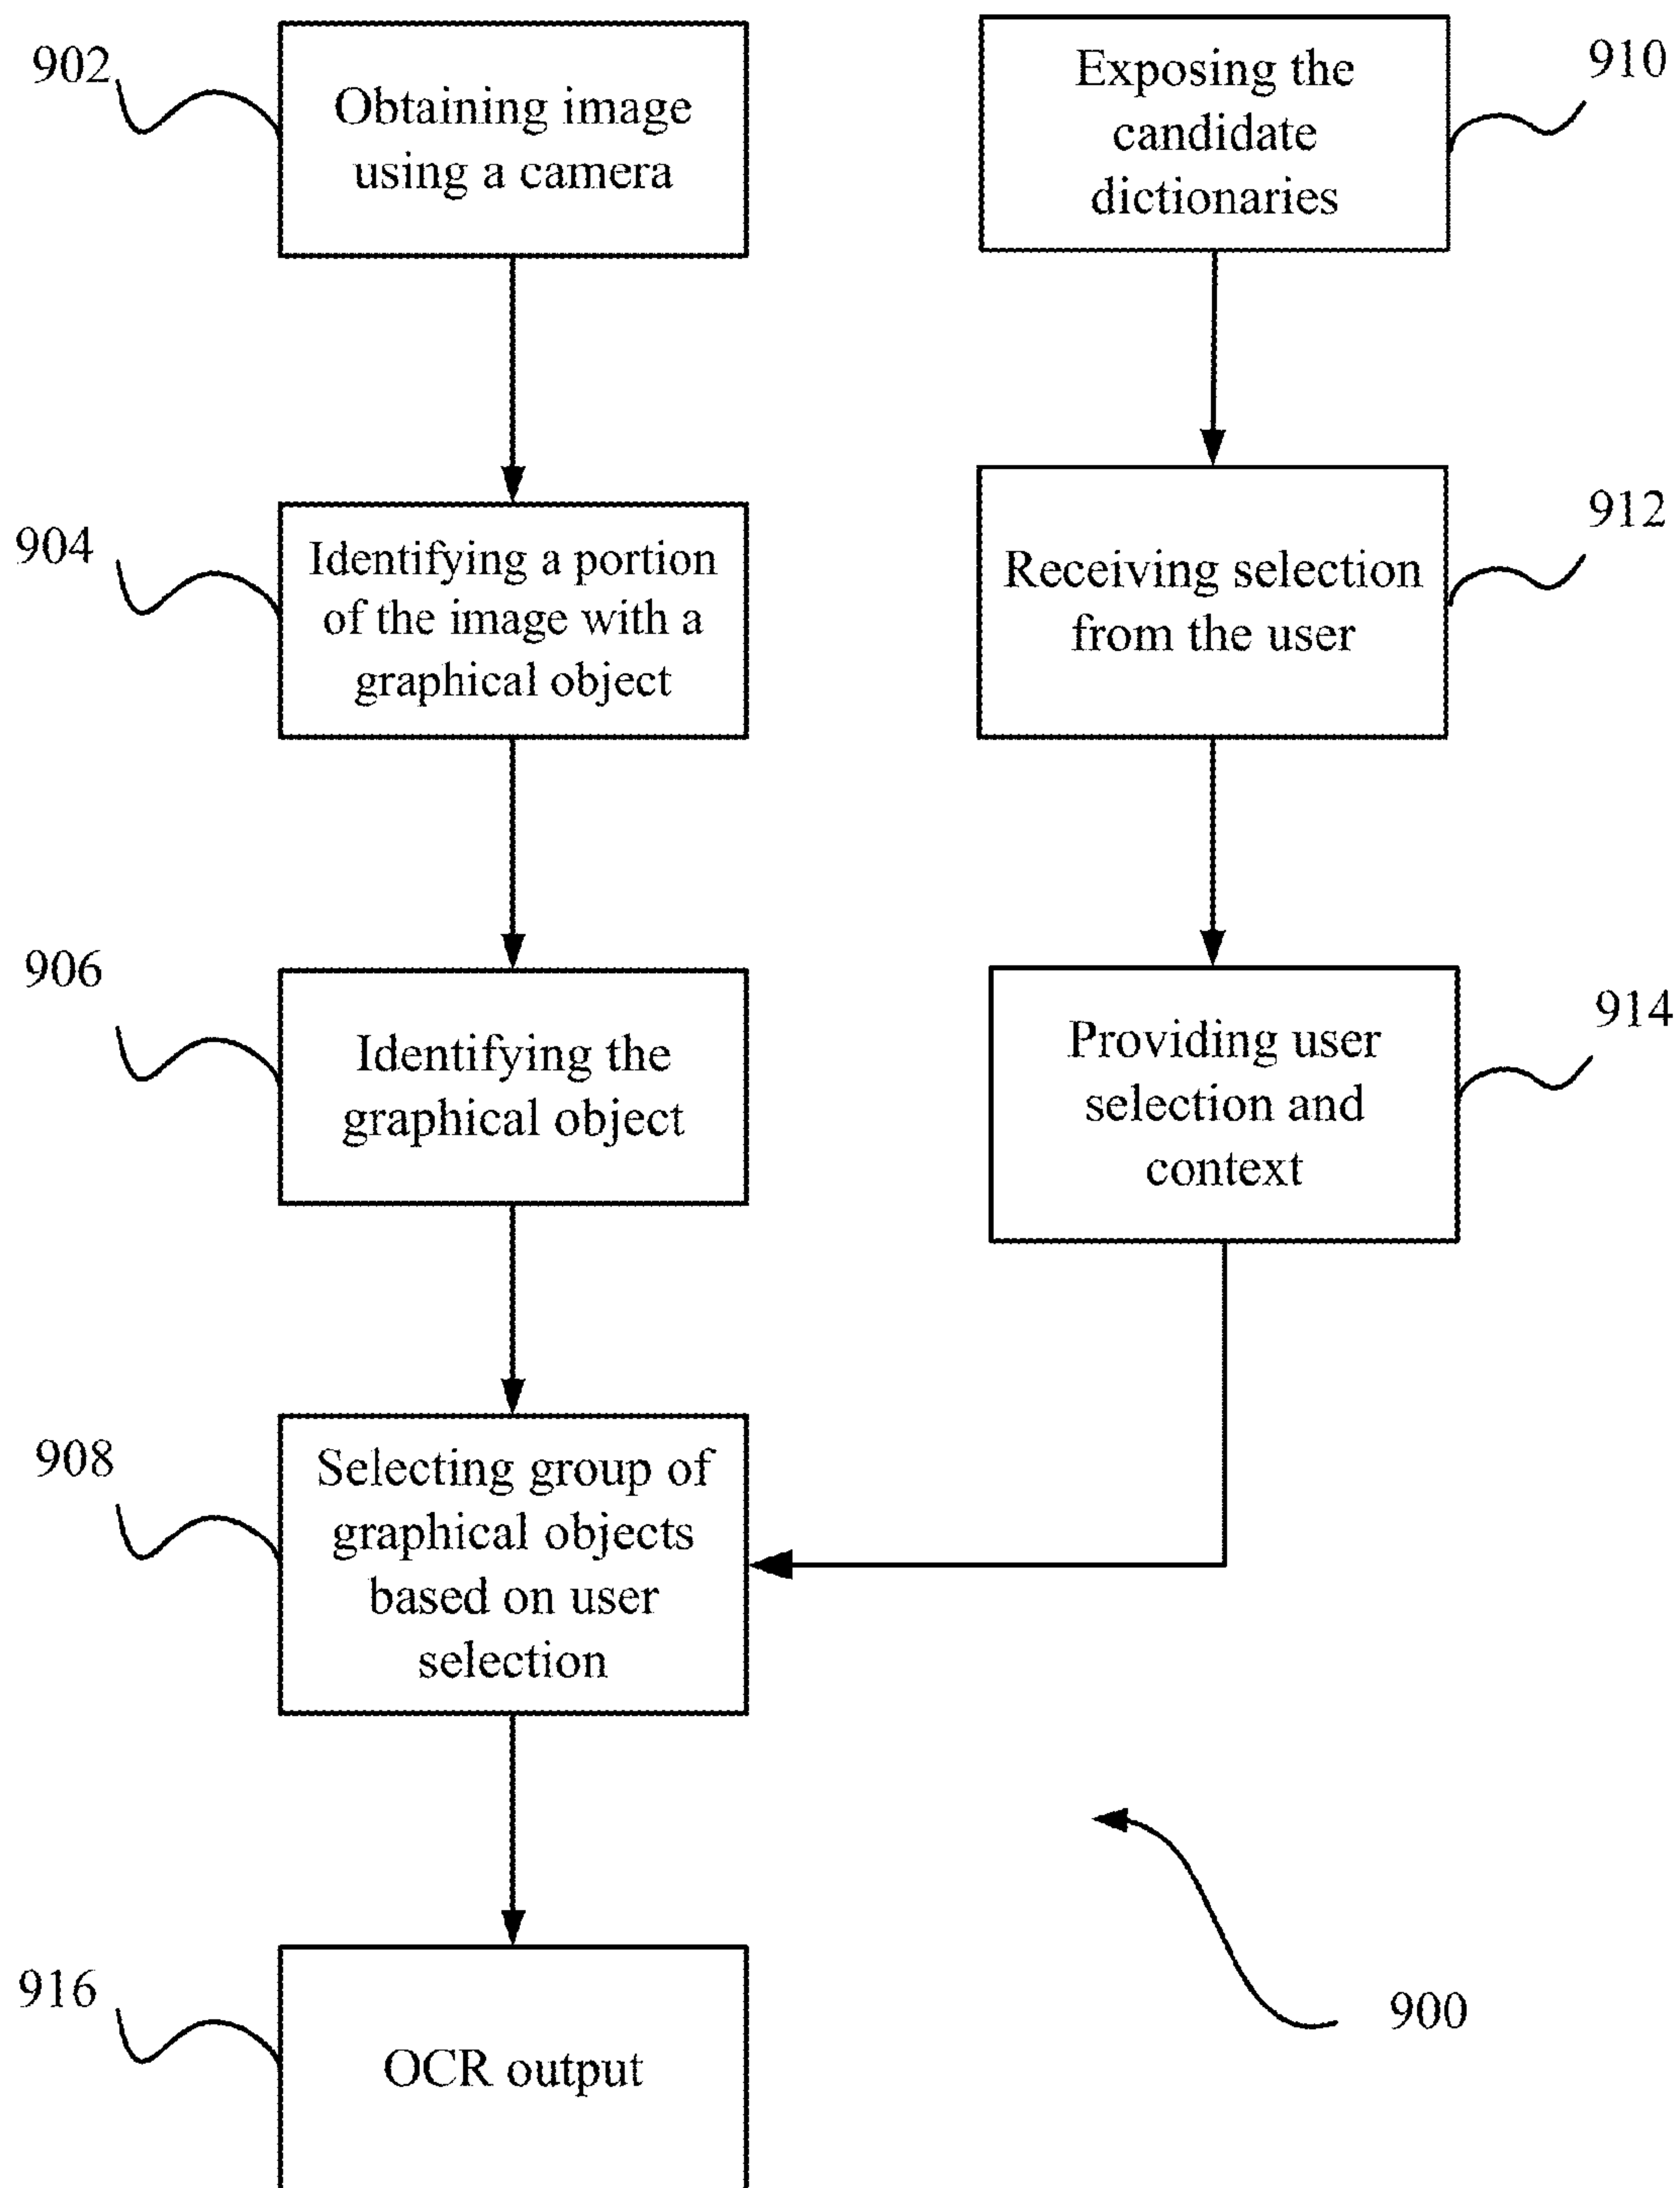 902
Obtaining image
using a camera
904
Identifying a portion
of the image with a
graphical object
906
Identifying the
graphical object
908
Selecting group of
graphical objects
based on user
selection
916
OCR output
910
Exposing the
candidate
dictionaries
912
Receiving selection
from the user
914
Providing user
selection and
context
900